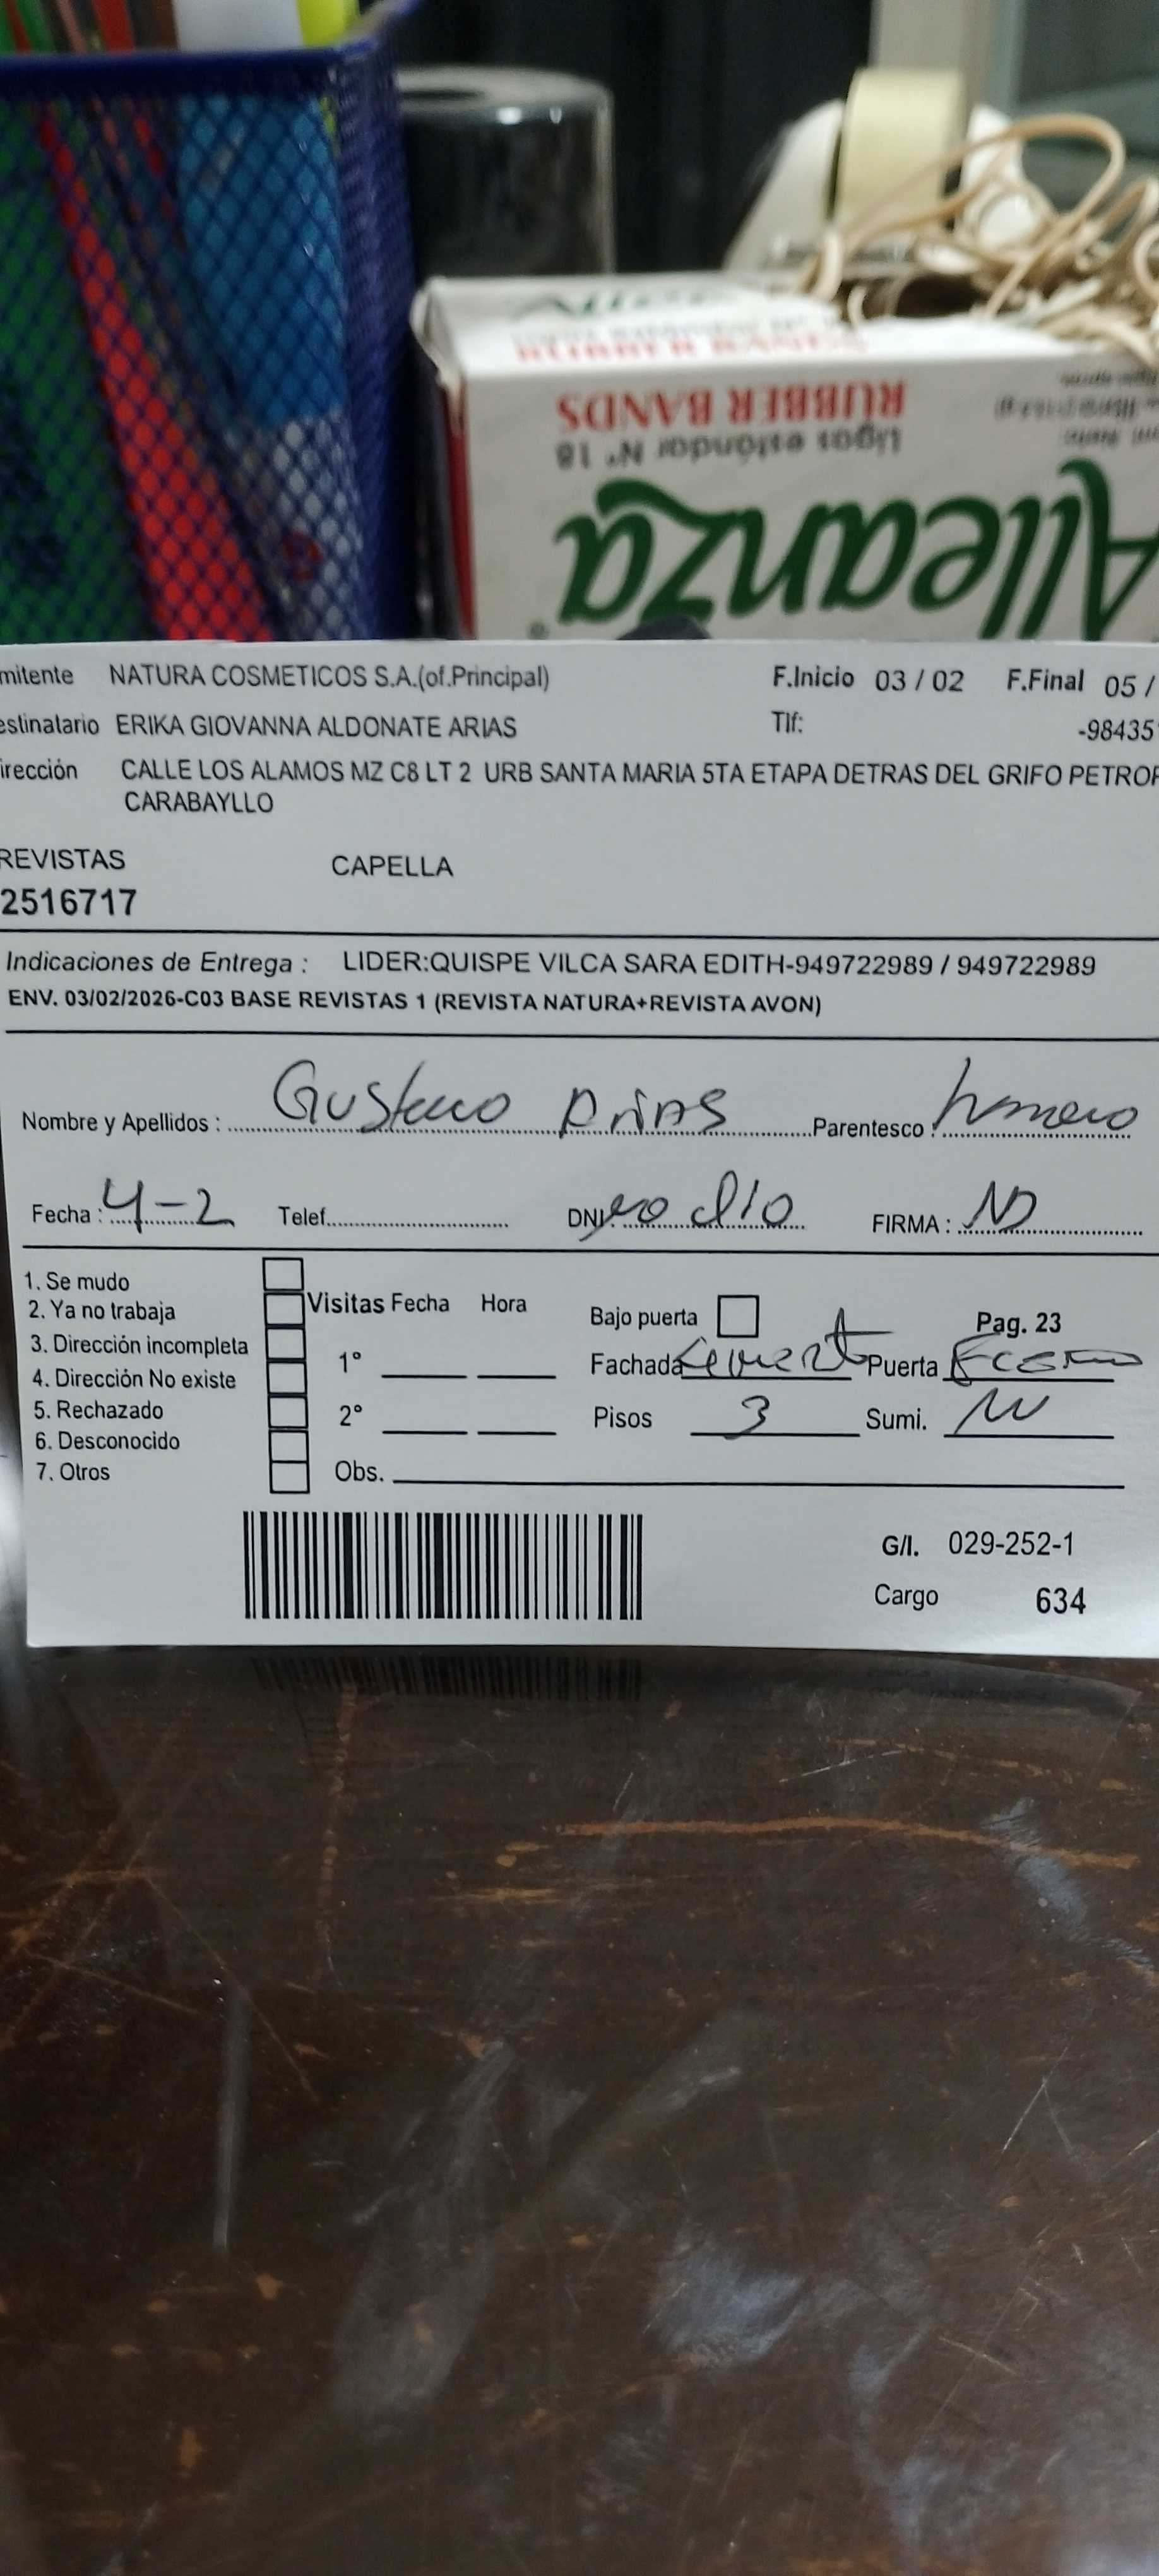 RUBBER BANDS
Ligas estándar Nº 18
Alleanza
mitente NATURA COSMETICOS S.A.(of.Principal) F.Inicio 03 / 02 F.Final 05 /
estinatario ERIKA GIOVANNA ALDONATE ARIAS Tlf: -98435
irección CALLE LOS ALAMOS MZ C8 LT 2 URB SANTA MARIA 5TA ETAPA DETRAS DEL GRIFO PETROP
CARABAYLLO
REVISTAS CAPELLA
2516717
Indicaciones de Entrega : LIDER:QUISPE VILCA SARA EDITH-949722989 / 949722989
ENV. 03/02/2026-C03 BASE REVISTAS 1 (REVISTA NATURA+REVISTA AVON)
Nombre y Apellidos : Gustavo Arias Parentesco :
Fecha : 4-2 Telef. DNI: no dio FIRMA :
1. Se mudo
2. Ya no trabaja Visitas Fecha Hora Bajo puerta Pag. 23
3. Dirección incompleta
4. Dirección No existe 1° Fachada Puerta
5. Rechazado 2° Pisos 3 Sumi.
6. Desconocido
7. Otros Obs.
G/I. 029-252-1
Cargo 634